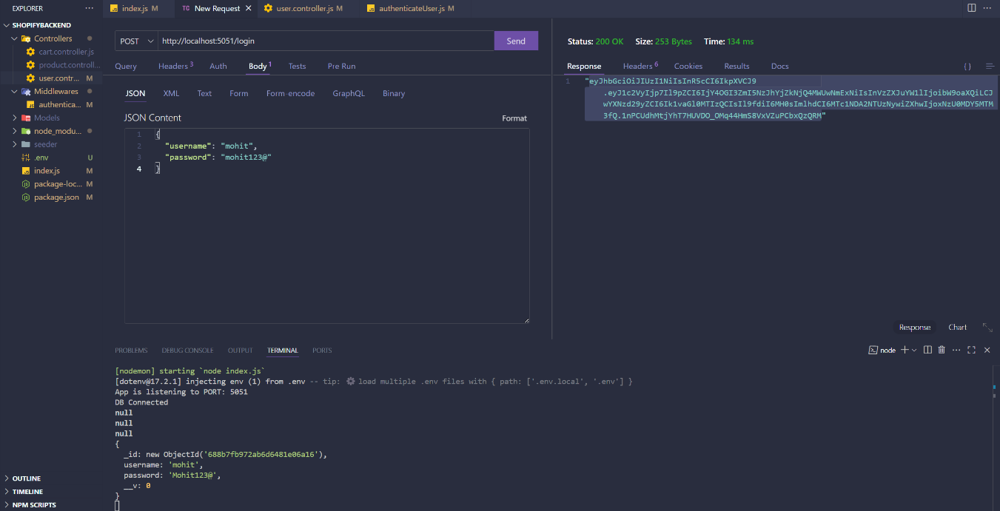 EXPLORER
SHOPIFYBACKEND
Controllers
cart.controller.js
product.controll...
user.contr... M
Middlewares
authentica... M
Models
node_modu...
seeder
.env U
index.js M
package-loc... M
package.json M
OUTLINE
TIMELINE
NPM SCRIPTS
index.js M
TC New Request
user.controller.js M
authenticateUser.js M
POST http://localhost:5051/login Send
Query Headers 3 Auth Body 1 Tests Pre Run
JSON XML Text Form Form-encode GraphQL Binary
JSON Content Format
1 {
2 "username": "mohit",
3 "password": "mohit123@"
4 }
Status: 200 OK Size: 253 Bytes Time: 134 ms
Response Headers 6 Cookies Results Docs { }
1 "eyJhbGciOiJIUzI1NiIsInR5cCI6IkpXVCJ9
.eyJ1c2VyIjp7Il9pZCI6IjY4OGI3ZmI5NzJhYjZkNjQ4MWUwNmExNiIsInVzZXJuYW1lIjoibW9oaXQiLCJ
wYXNzd29yZCI6Ik1vaGl0MTIzQCIsIl9fdiI6MH0sImlhdCI6MTc1NDA2NTUzNywiZXhwIjoxNzU0MDY5MTM
3fQ.1nPCUdhMtjYhT7HUVDO_OMq44HmS8VxVZuPCbxQzQRM"
Response Chart
PROBLEMS DEBUG CONSOLE OUTPUT TERMINAL PORTS
node
[nodemon] starting `node index.js`
[dotenv@17.2.1] injecting env (1) from .env -- tip: ⚙ load multiple .env files with { path: ['.env.local', '.env'] }
App is listening to PORT: 5051
DB Connected
null
null
null
{
_id: new ObjectId('688b7fb972ab6d6481e06a16'),
username: 'mohit',
password: 'Mohit123@',
__v: 0
}